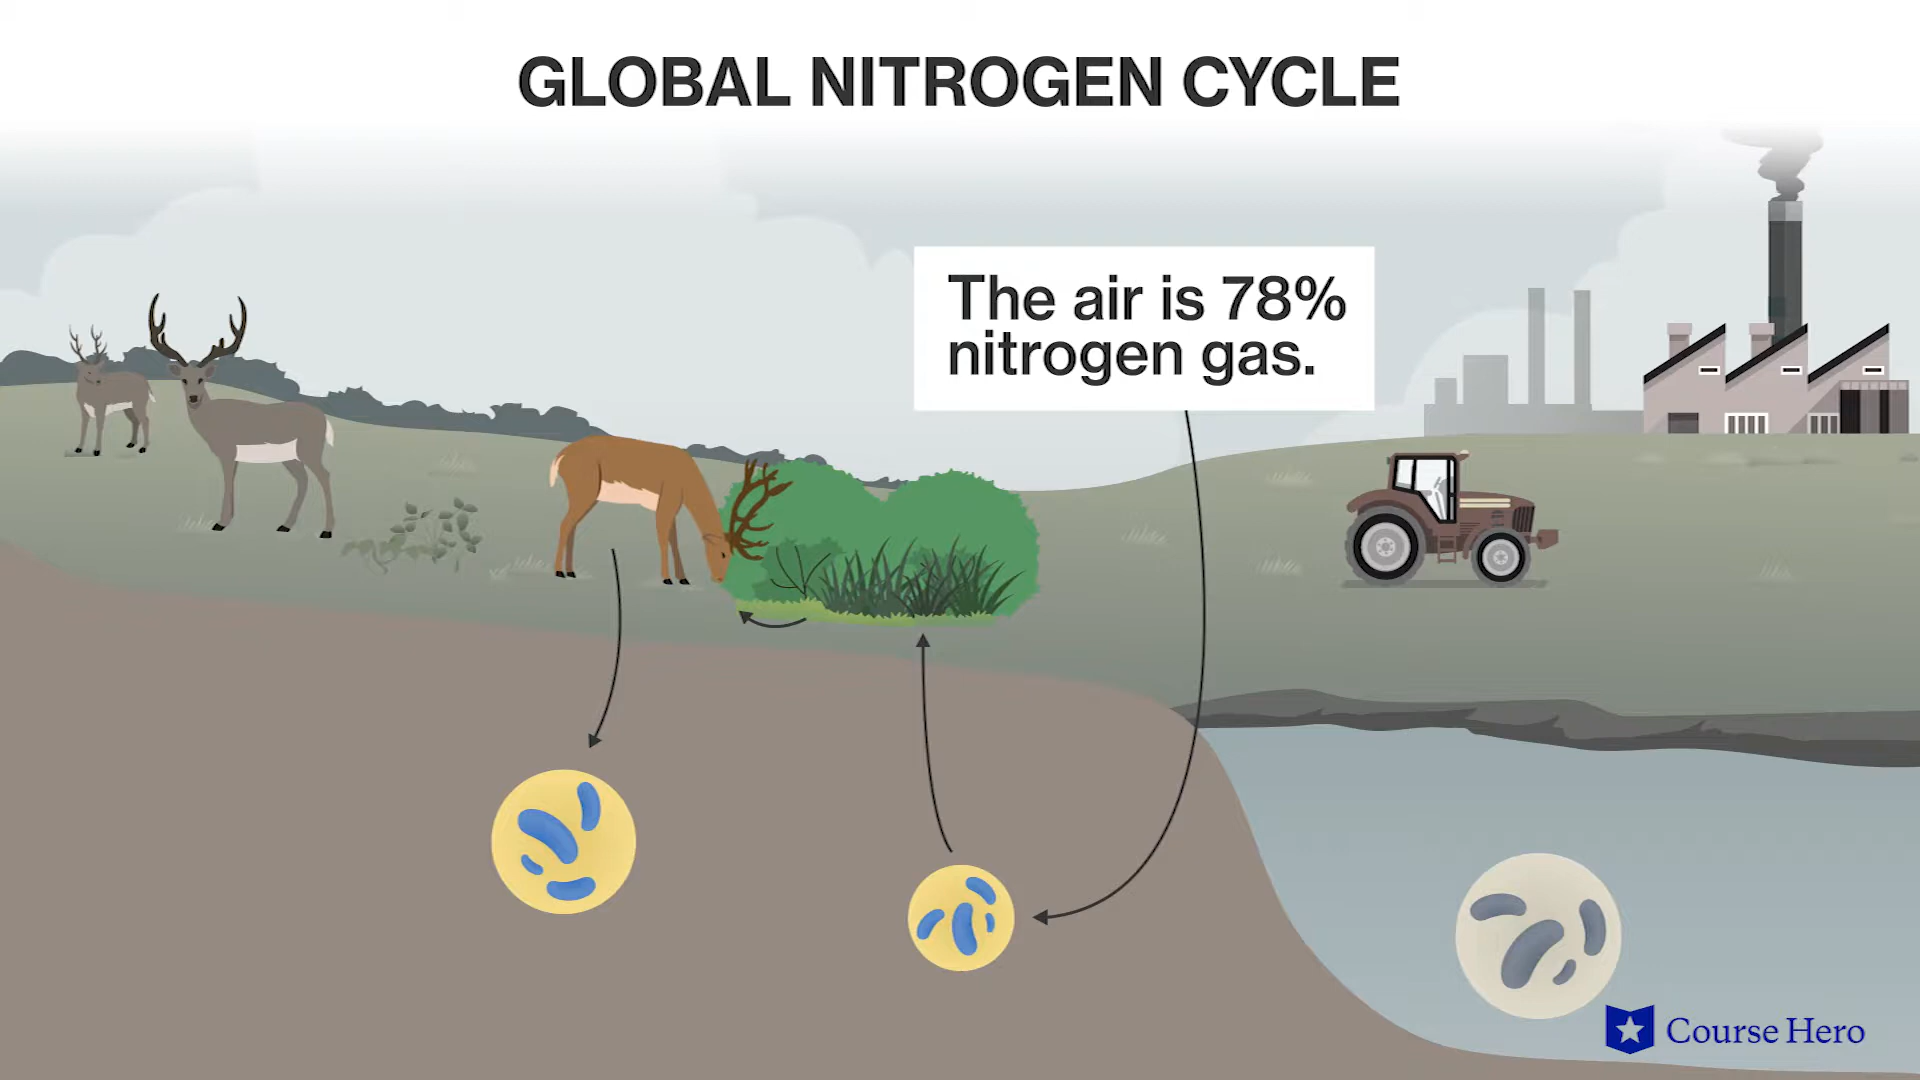 GLOBAL NITROGEN CYCLE
The air is 78%
nitrogen gas.
Course Hero